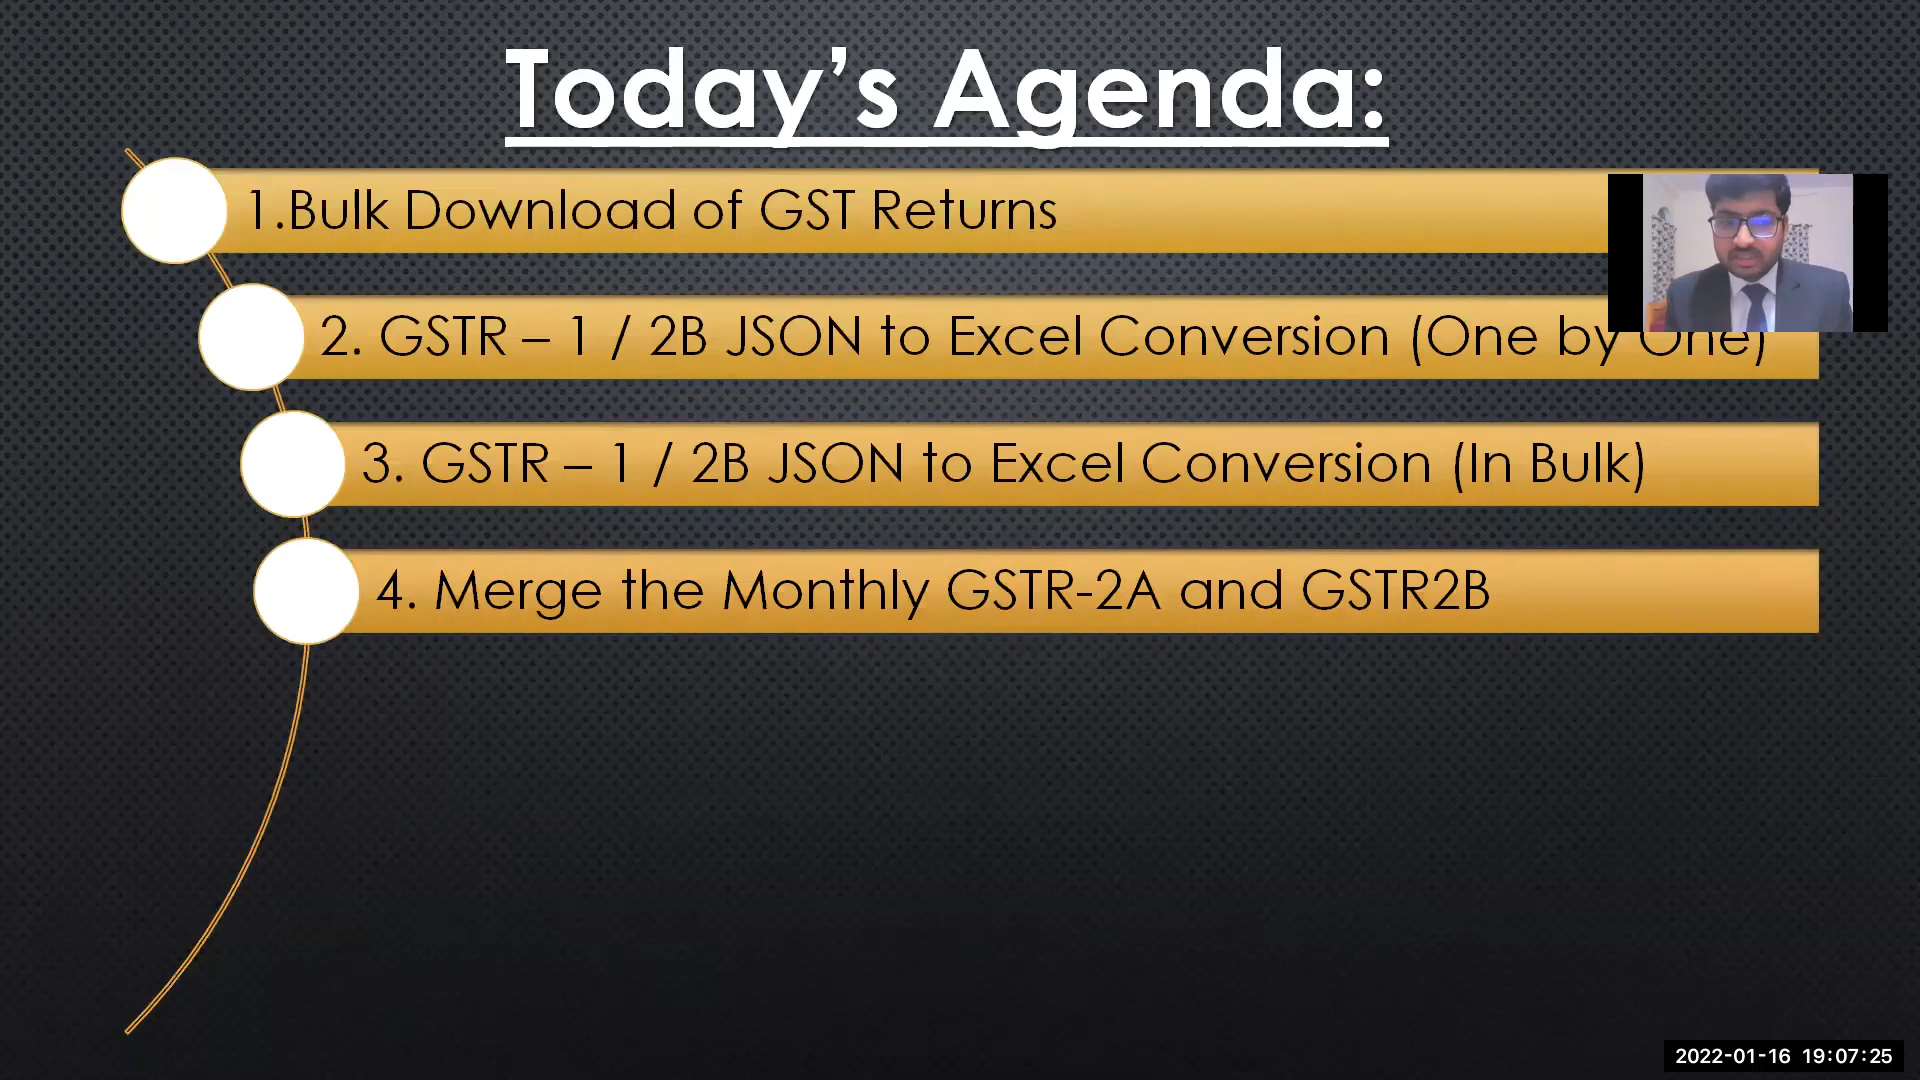 Today's Agenda:
1.Bulk Download of GST Returns
2. GSTR – 1 / 2B JSON to Excel Conversion (One by One)
3. GSTR – 1 / 2B JSON to Excel Conversion (In Bulk)
4. Merge the Monthly GSTR-2A and GSTR2B
2022-01-16 19:07:25